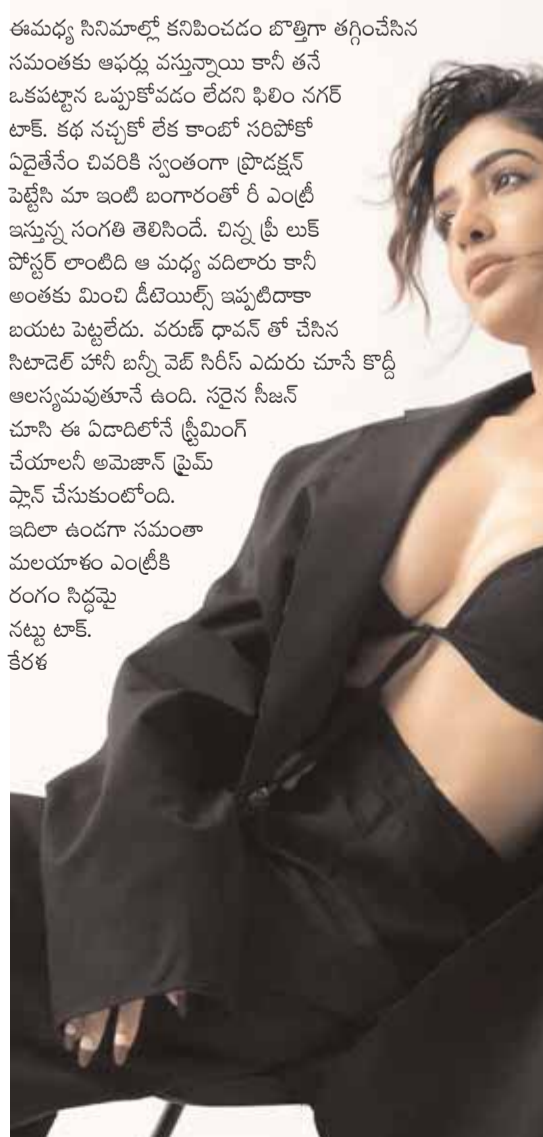 ఈమధ్య సినిమాల్లో కనిపించడం బొత్తిగా తగ్గించేసిన
సమంతకు ఆఫర్లు వస్తున్నాయి కానీ తనే
ఒకపట్టాన ఒప్పుకోవడం లేదని ఫిలిం నగర్
టాక్. కథ నచ్చకో లేక కాంబో సరిపోకో
ఏదైతేనేం చివరికి స్వంతంగా ప్రొడక్షన్
పెట్టేసి మా ఇంటి బంగారంతో రీ ఎంట్రీ
ఇస్తున్న సంగతి తెలిసిందే. చిన్న ప్రీ లుక్
పోస్టర్ లాంటిది ఆ మధ్య వదిలారు కానీ
అంతకు మించి డీటెయిల్స్ ఇప్పటిదాకా
బయట పెట్టలేదు. వరుణ్ ధావన్ తో చేసిన
సిటాడెల్ హానీ బన్నీ వెబ్ సిరీస్ ఎదురు చూసే కొద్దీ
ఆలస్యమవుతూనే ఉంది. సరైన సీజన్
చూసి ఈ ఏడాదిలోనే స్ట్రీమింగ్
చేయాలనీ అమెజాన్ ప్రైమ్
ప్లాన్ చేసుకుంటోంది.
ఇదిలా ఉండగా సమంతా
మలయాళం ఎంట్రీకి
రంగం సిద్ధమై
నట్టు టాక్.
కేరళ